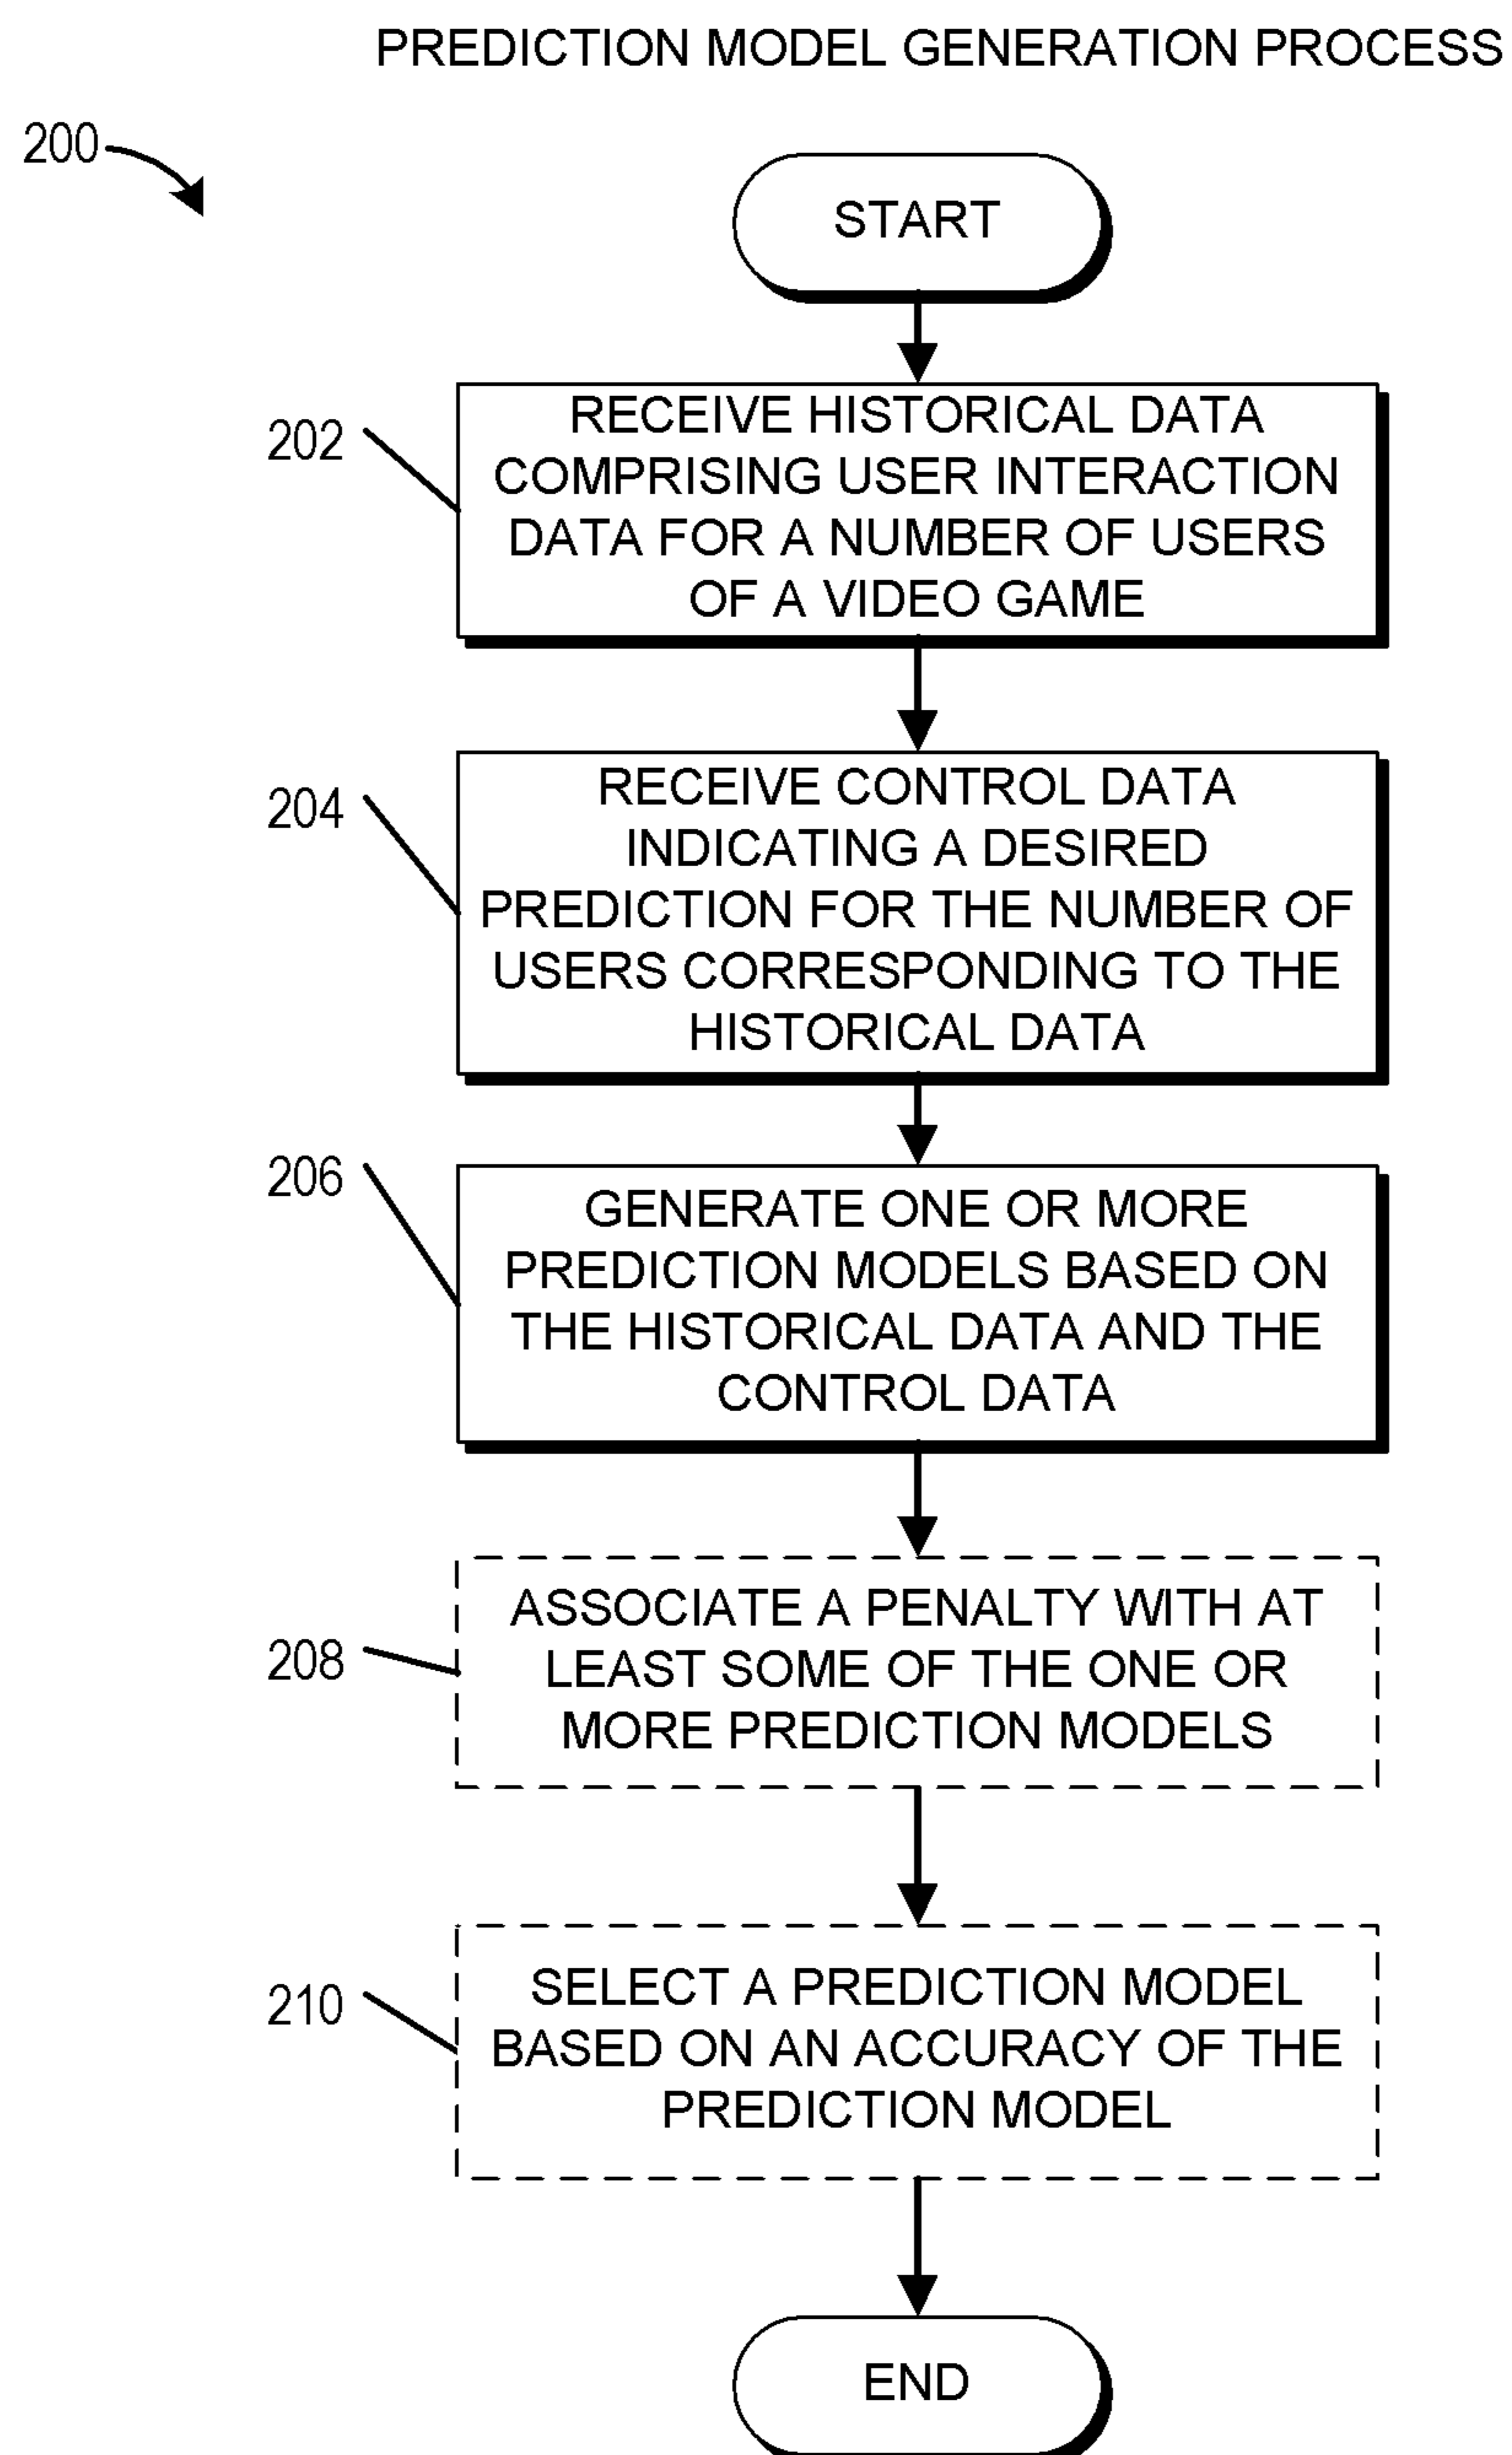 PREDICTION MODEL GENERATION PROCESS
200
START
202
RECEIVE HISTORICAL DATA
COMPRISING USER INTERACTION
DATA FOR A NUMBER OF USERS
OF A VIDEO GAME
204
RECEIVE CONTROL DATA
INDICATING A DESIRED
PREDICTION FOR THE NUMBER OF
USERS CORRESPONDING TO THE
HISTORICAL DATA
206
GENERATE ONE OR MORE
PREDICTION MODELS BASED ON
THE HISTORICAL DATA AND THE
CONTROL DATA
208
ASSOCIATE A PENALTY WITH AT
LEAST SOME OF THE ONE OR
MORE PREDICTION MODELS
210
SELECT A PREDICTION MODEL
BASED ON AN ACCURACY OF THE
PREDICTION MODEL
END